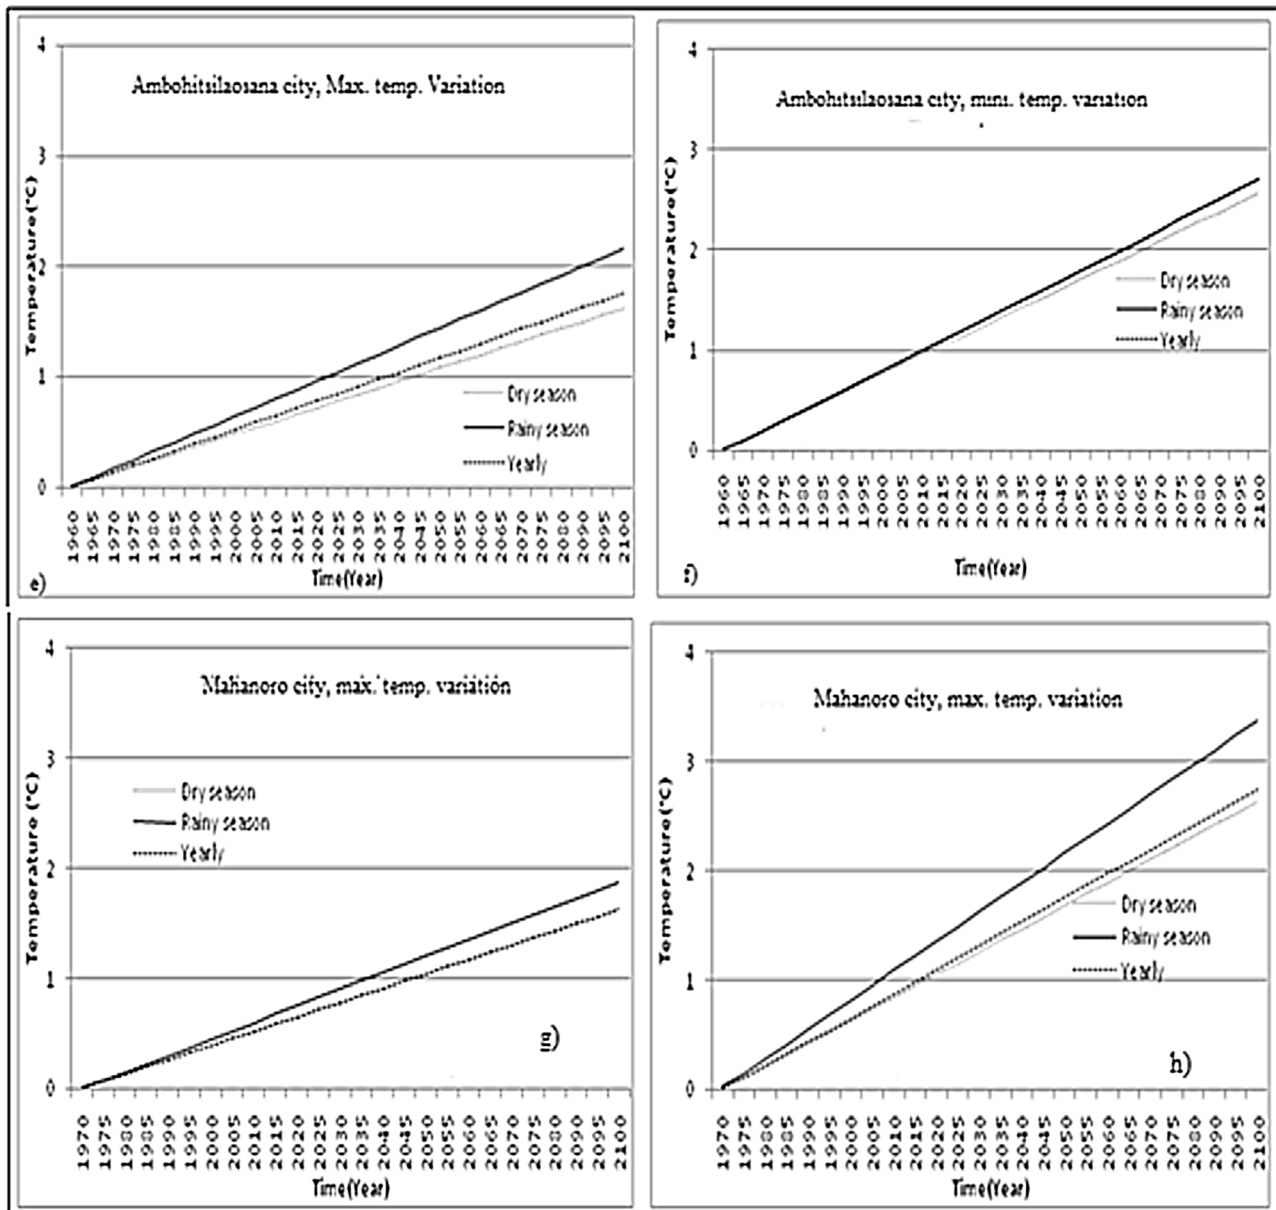 Ambohitsilaosana city, Max. temp. Variation
4
3
2
1
0
Temperature(°C)
Dry season
Rainy season
Yearly
1960 1965 1970 1975 1980 1985 1990 1995 2000 2005 2010 2015 2020 2025 2030 2035 2040 2045 2050 2055 2060 2065 2070 2075 2080 2085 2090 2095 2100
Time(Year)
e)
Ambohitsilaosana city, mini. temp. variation
4
3
2
1
0
Temperature(°C)
Dry season
Rainy season
Yearly
1960 1965 1970 1975 1980 1985 1990 1995 2000 2005 2010 2015 2020 2025 2030 2035 2040 2045 2050 2055 2060 2065 2070 2075 2080 2085 2090 2095 2100
Time(Year)
f)
Mahanoro city, max. temp. variation
4
3
2
1
0
Temperature (°C)
Dry season
Rainy season
Yearly
g)
1970 1975 1980 1985 1990 1995 2000 2005 2010 2015 2020 2025 2030 2035 2040 2045 2050 2055 2060 2065 2070 2075 2080 2085 2090 2095 2100
Time(Year)
Mahanoro city, max. temp. variation
4
3
2
1
0
Temperature(°C)
Dry season
Rainy season
Yearly
h)
1970 1975 1980 1985 1990 1995 2000 2005 2010 2015 2020 2025 2030 2035 2040 2045 2050 2055 2060 2065 2070 2075 2080 2085 2090 2095 2100
Time(Year)